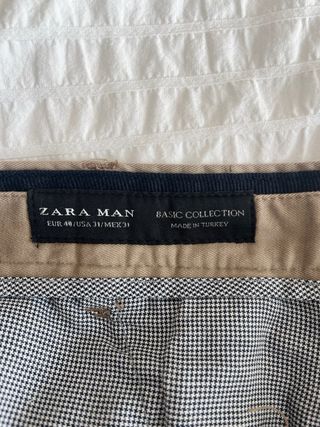 ZARA MAN
EUR 40/USA 31/MEX 31
BASIC COLLECTION
MADE IN TURKEY